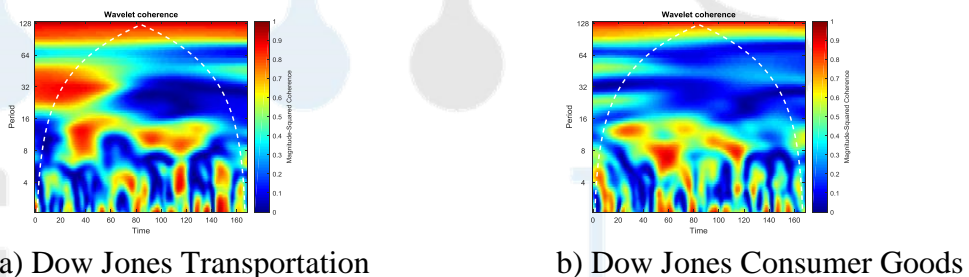 Wavelet coherence
128
64
32
16
8
4
Period
0 20 40 60 80 100 120 140 160
Time
1
0.9
0.8
0.7
0.6
0.5
0.4
0.3
0.2
0.1
0
Magnitude-Squared Coherence
Wavelet coherence
128
64
32
16
8
4
Period
0 20 40 60 80 100 120 140 160
Time
1
0.9
0.8
0.7
0.6
0.5
0.4
0.3
0.2
0.1
0
Magnitude-Squared Coherence
a) Dow Jones Transportation
b) Dow Jones Consumer Goods